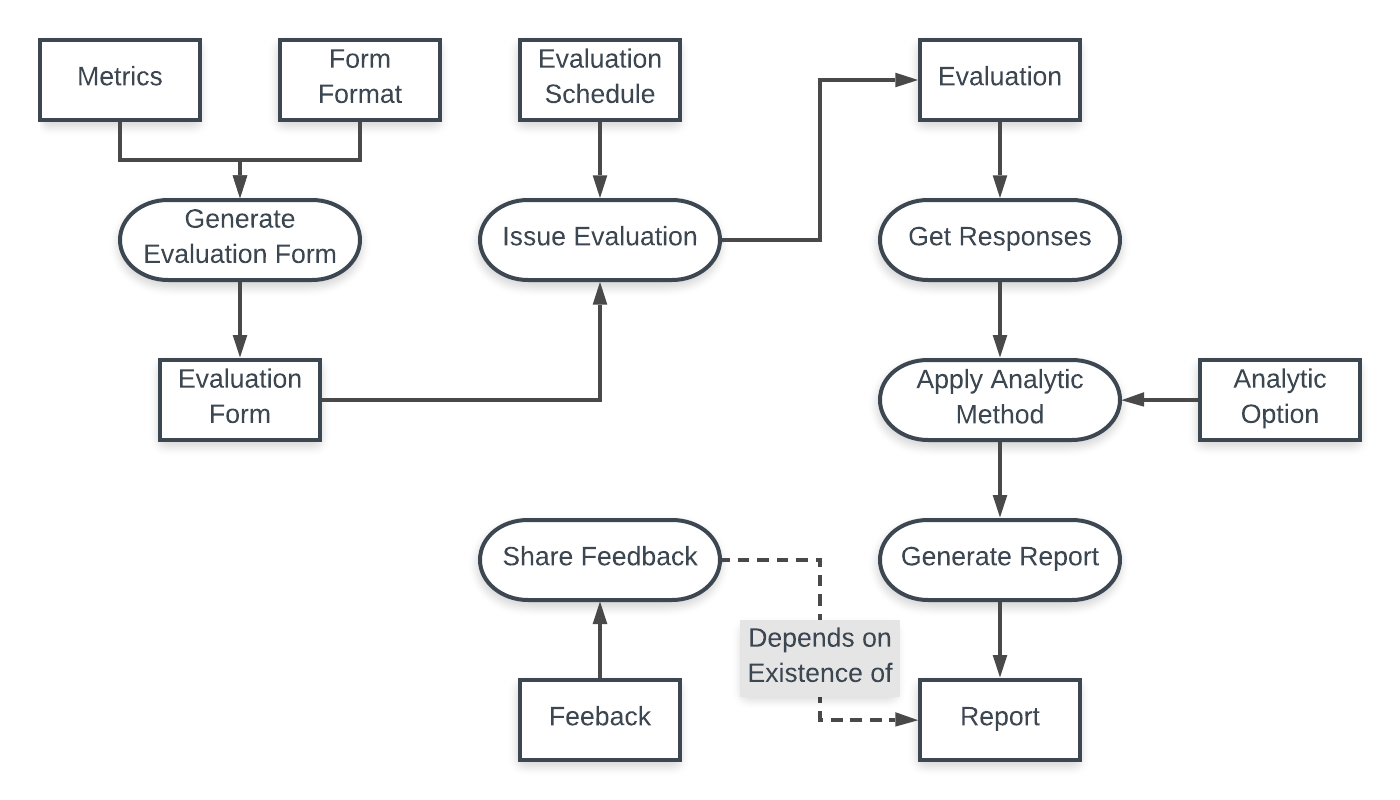 Metrics
Form
Format
Evaluation
Schedule
Evaluation
Generate
Evaluation Form
Issue Evaluation
Get Responses
Evaluation
Form
Apply Analytic
Method
Analytic
Option
Share Feedback
Generate Report
Depends on
Existence of
Feeback
Report